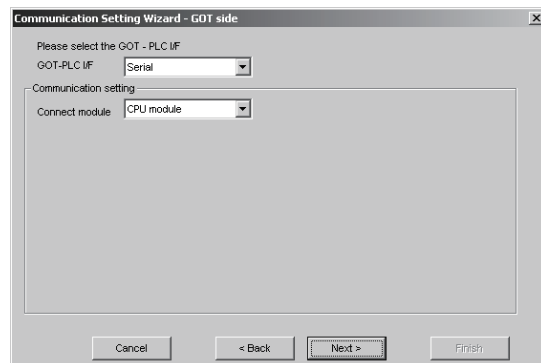 Communication Setting Wizard - GOT side
Please select the GOT - PLC I/F
GOT-PLC I/F Serial
Communication setting
Connect module CPU module
Cancel < Back Next > Finish